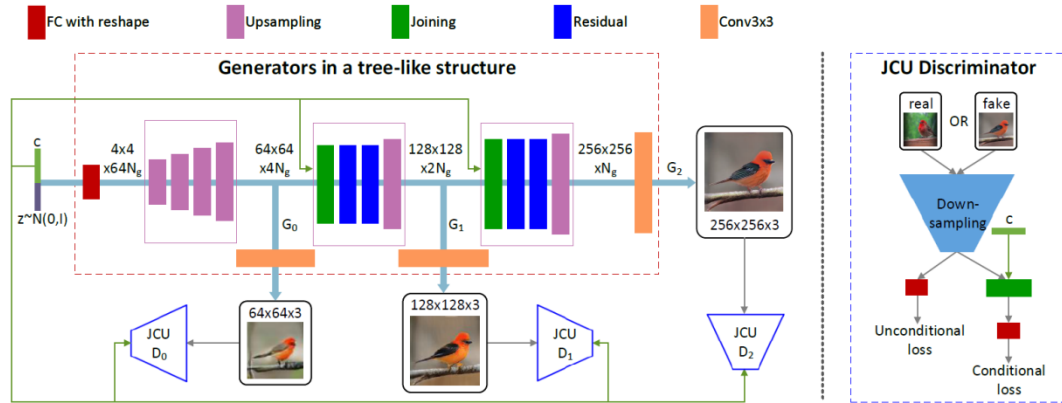 FC with reshape
Upsampling
Joining
Residual
Conv3x3
Generators in a tree-like structure
c
z~N(0,I)
4x4
x64Ng
64x64
x4Ng
G0
128x128
x2Ng
G1
256x256
xNg
G2
256x256x3
64x64x3
128x128x3
JCU
D0
JCU
D1
JCU
D2
JCU Discriminator
real
OR
fake
Down-
sampling
c
Unconditional
loss
Conditional
loss